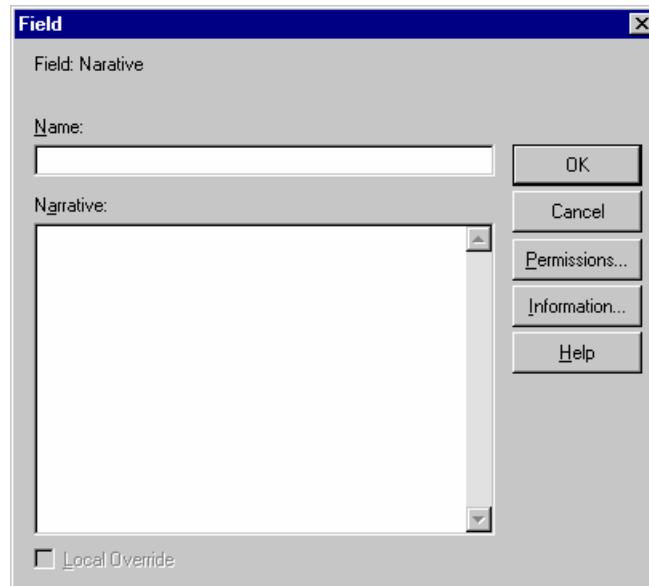 Field
Field: Narative
Name:
OK
Narrative:
Cancel
Permissions...
Information...
Help
Local Override